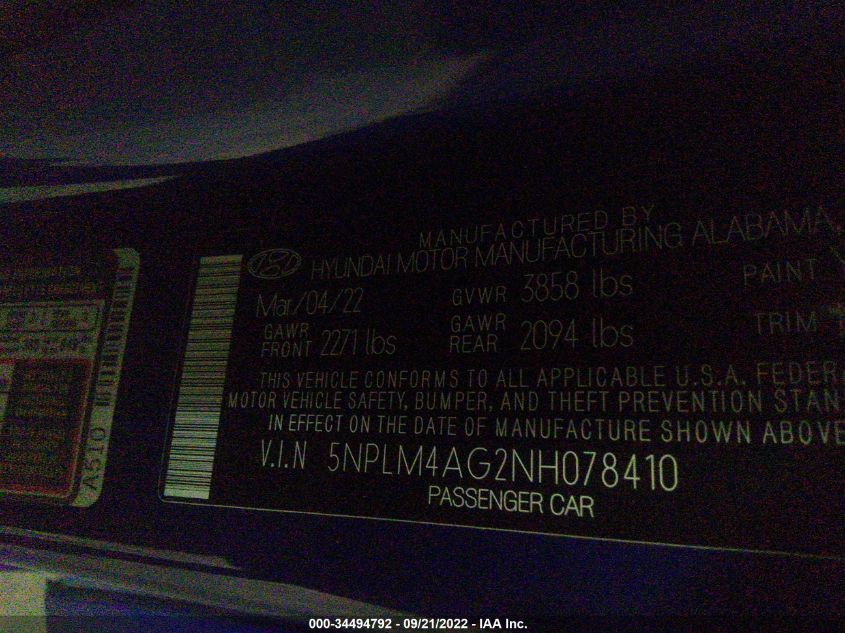 MANUFACTURED BY
HYUNDAI MOTOR MANUFACTURING ALABAMA,
Mar/04/22 GVWR 3858 lbs PAINT
GAWR FRONT 2271 lbs GAWR REAR 2094 lbs TRIM
THIS VEHICLE CONFORMS TO ALL APPLICABLE U.S.A. FEDER
MOTOR VEHICLE SAFETY, BUMPER, AND THEFT PREVENTION STAN
IN EFFECT ON THE DATE OF MANUFACTURE SHOWN ABOVE
V.I.N 5NPLM4AG2NH078410
PASSENGER CAR
A510
000-34494792 - 09/21/2022 - IAA Inc.